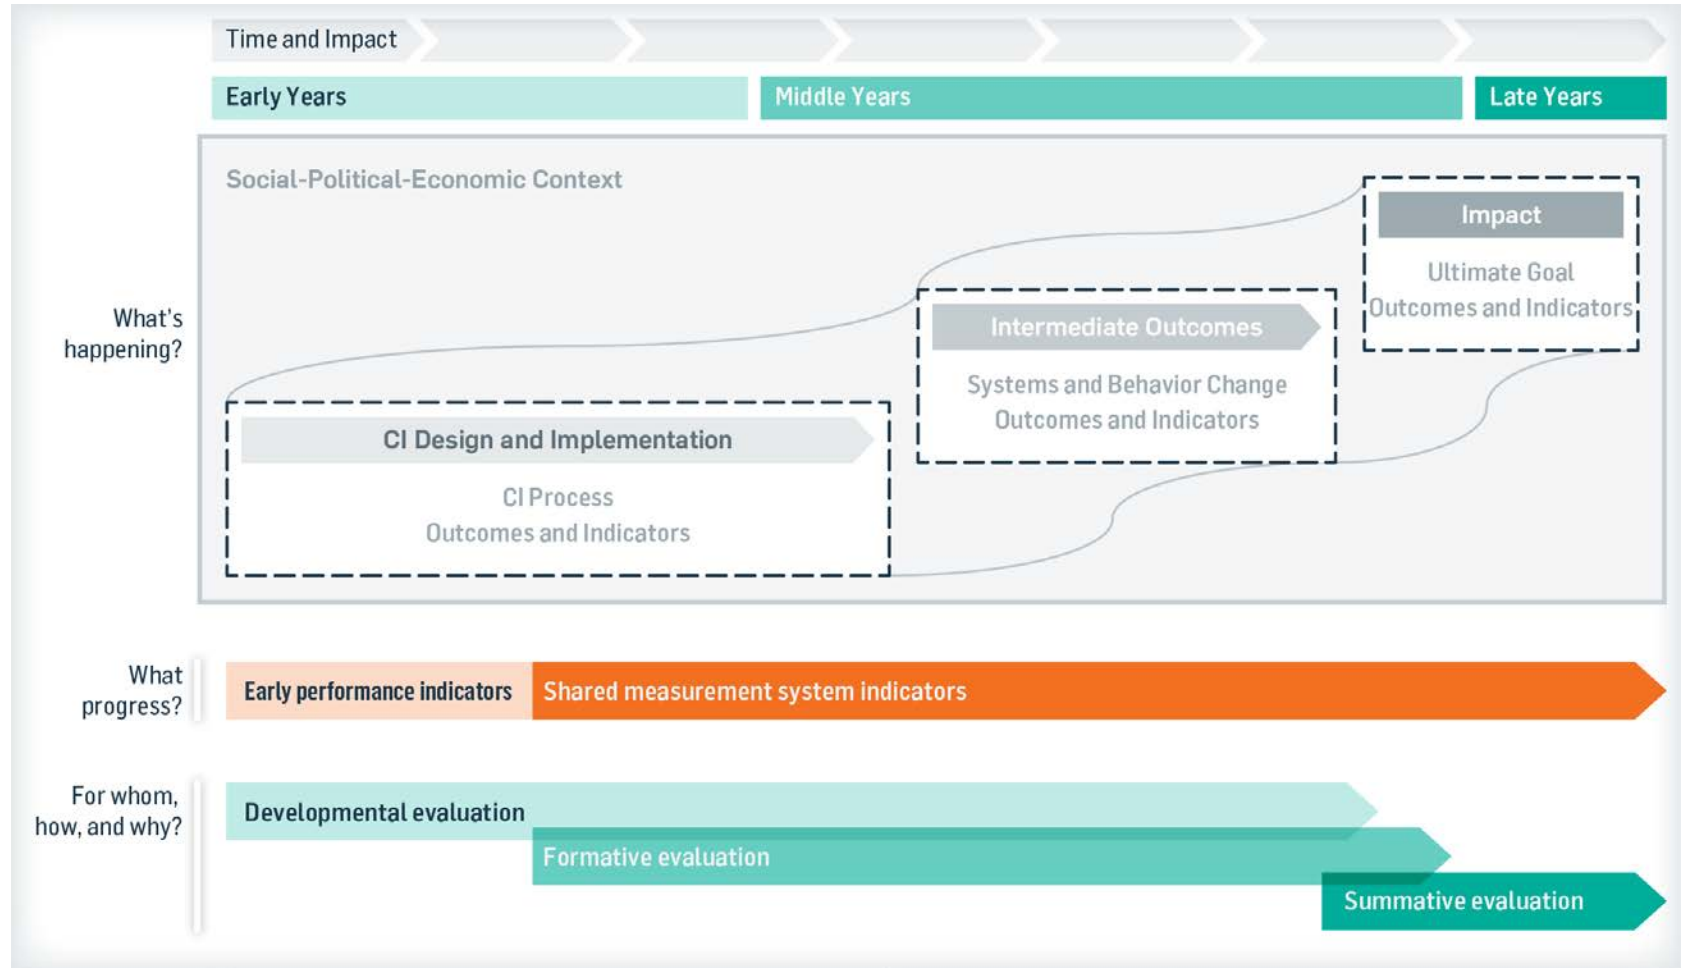 Time and Impact
Early Years
Middle Years
Late Years
Social-Political-Economic Context
Impact
Ultimate Goal
Outcomes and Indicators
What's
happening?
Intermediate Outcomes
Systems and Behavior Change
Outcomes and Indicators
CI Design and Implementation
CI Process
Outcomes and Indicators
What
progress?
Early performance indicators
Shared measurement system indicators
For whom,
how, and why?
Developmental evaluation
Formative evaluation
Summative evaluation